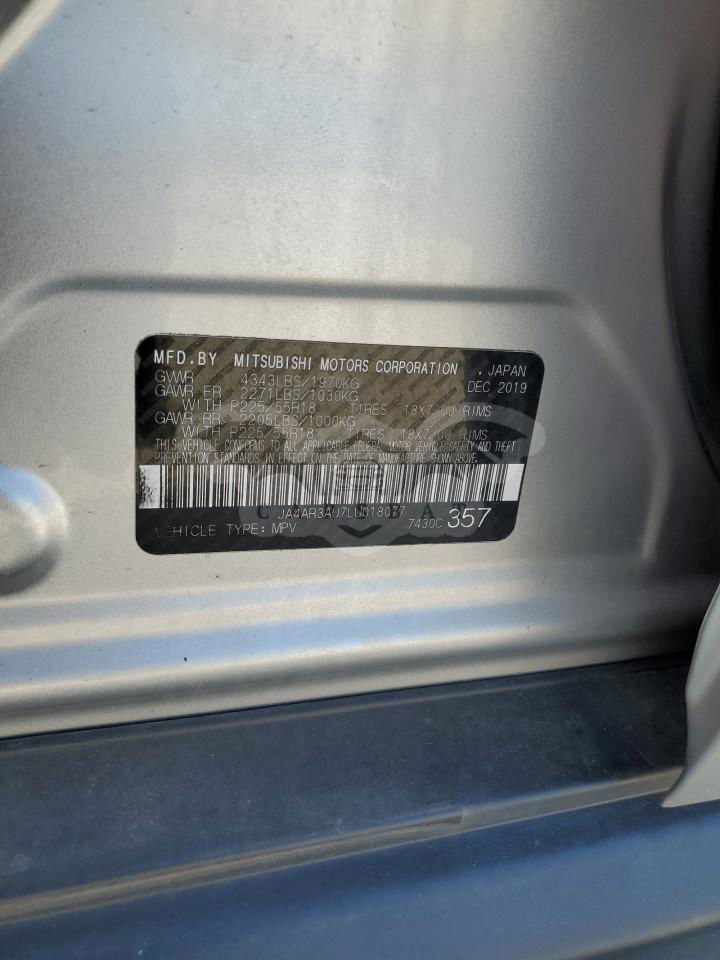 MFD.BY MITSUBISHI MOTORS CORPORATION , JAPAN
GVWR 4343LBS/1970KG DEC 2019
GAWR FR 2271LBS/1030KG
WITH P225/55R18 TIRES 18X7.0J RIMS
GAWR RR 2205LBS/1000KG
WITH P225/55R18 TIRES 18X7.0J RIMS
THIS VEHICLE CONFORMS TO ALL APPLICABLE FEDERAL MOTOR VEHICLE SAFETY AND THEFT
PREVENTION STANDARDS IN EFFECT ON THE DATE OF MANUFACTURE SHOWN ABOVE.
JA4AR3AU7LU018077
VEHICLE TYPE: MPV 7430C 357